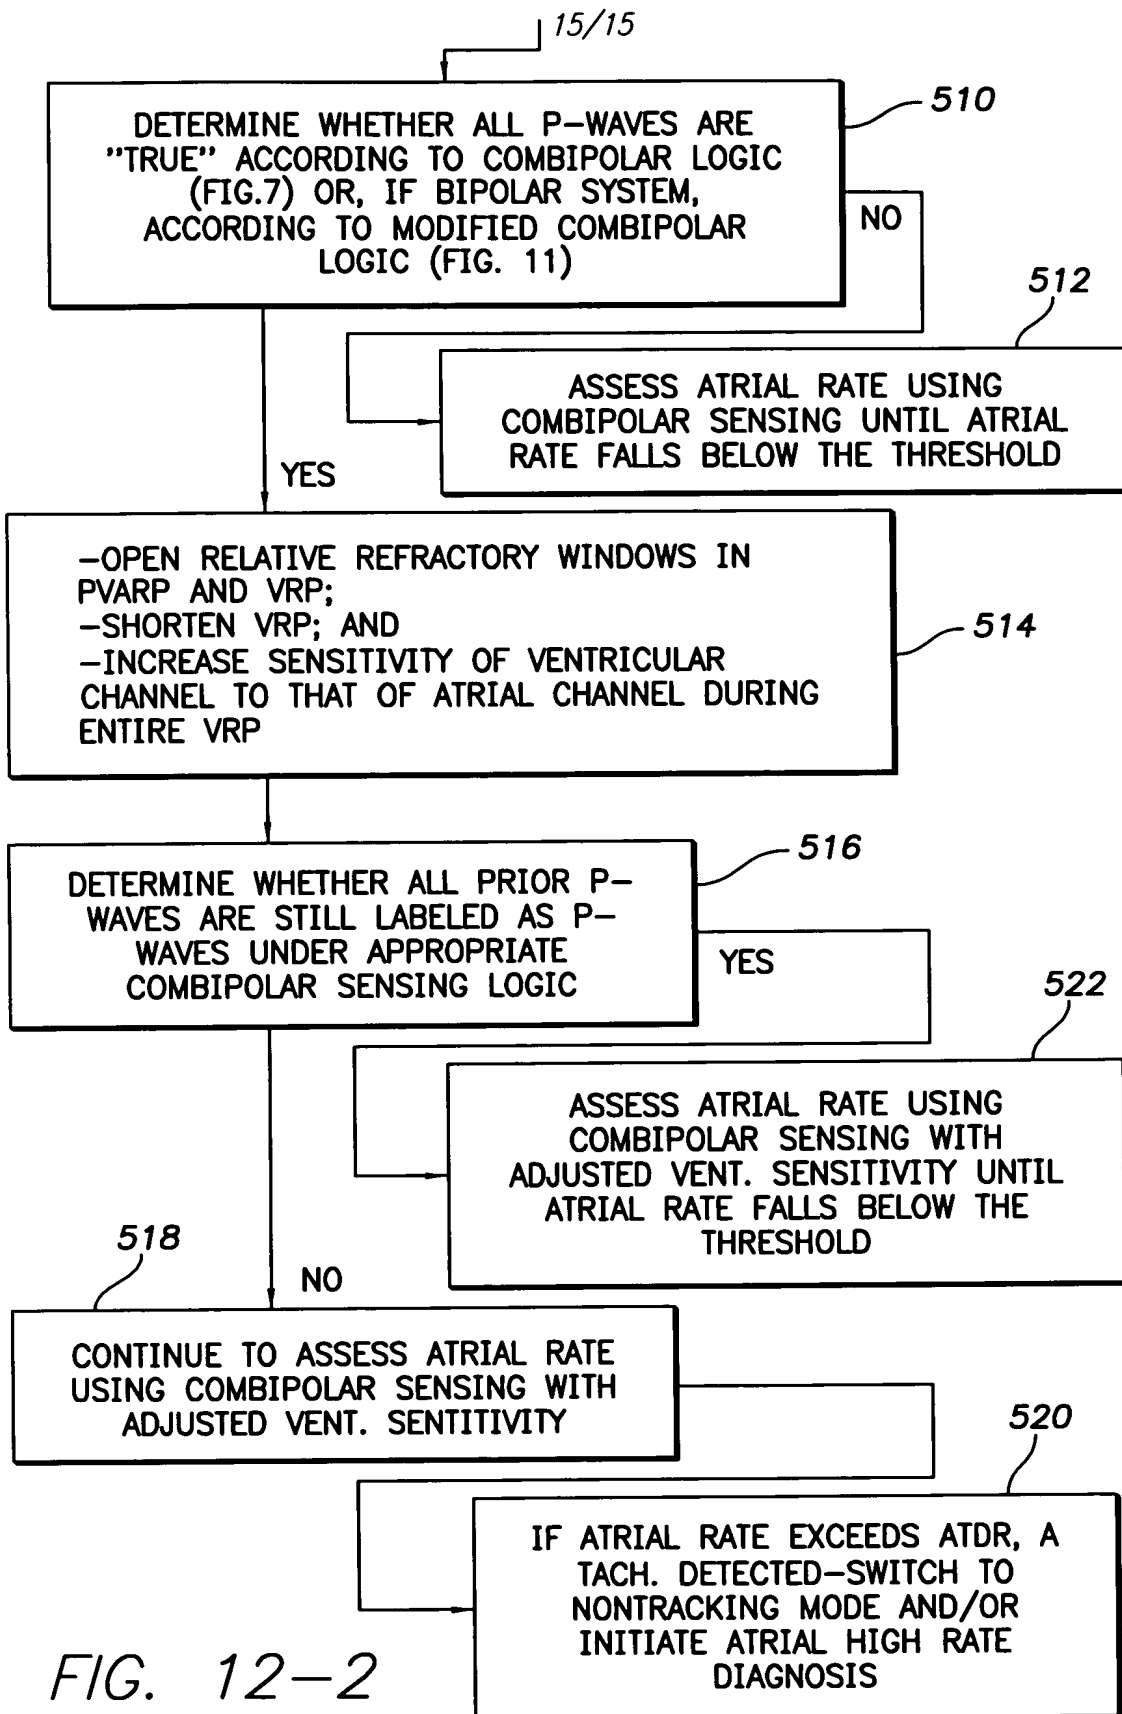 15/15
DETERMINE WHETHER ALL P-WAVES ARE
"TRUE" ACCORDING TO COMBIPOLAR LOGIC
(FIG.7) OR, IF BIPOLAR SYSTEM,
ACCORDING TO MODIFIED COMBIPOLAR
LOGIC (FIG. 11)
510
NO
512
ASSESS ATRIAL RATE USING
COMBIPOLAR SENSING UNTIL ATRIAL
RATE FALLS BELOW THE THRESHOLD
YES
-OPEN RELATIVE REFRACTORY WINDOWS IN
PVARP AND VRP;
-SHORTEN VRP; AND
-INCREASE SENSITIVITY OF VENTRICULAR
CHANNEL TO THAT OF ATRIAL CHANNEL DURING
ENTIRE VRP
514
DETERMINE WHETHER ALL PRIOR P-
WAVES ARE STILL LABELED AS P-
WAVES UNDER APPROPRIATE
COMBIPOLAR SENSING LOGIC
516
YES
522
ASSESS ATRIAL RATE USING
COMBIPOLAR SENSING WITH
ADJUSTED VENT. SENSITIVITY UNTIL
ATRIAL RATE FALLS BELOW THE
THRESHOLD
518
NO
CONTINUE TO ASSESS ATRIAL RATE
USING COMBIPOLAR SENSING WITH
ADJUSTED VENT. SENTITIVITY
520
IF ATRIAL RATE EXCEEDS ATDR, A
TACH. DETECTED-SWITCH TO
NONTRACKING MODE AND/OR
INITIATE ATRIAL HIGH RATE
DIAGNOSIS
FIG. 12-2